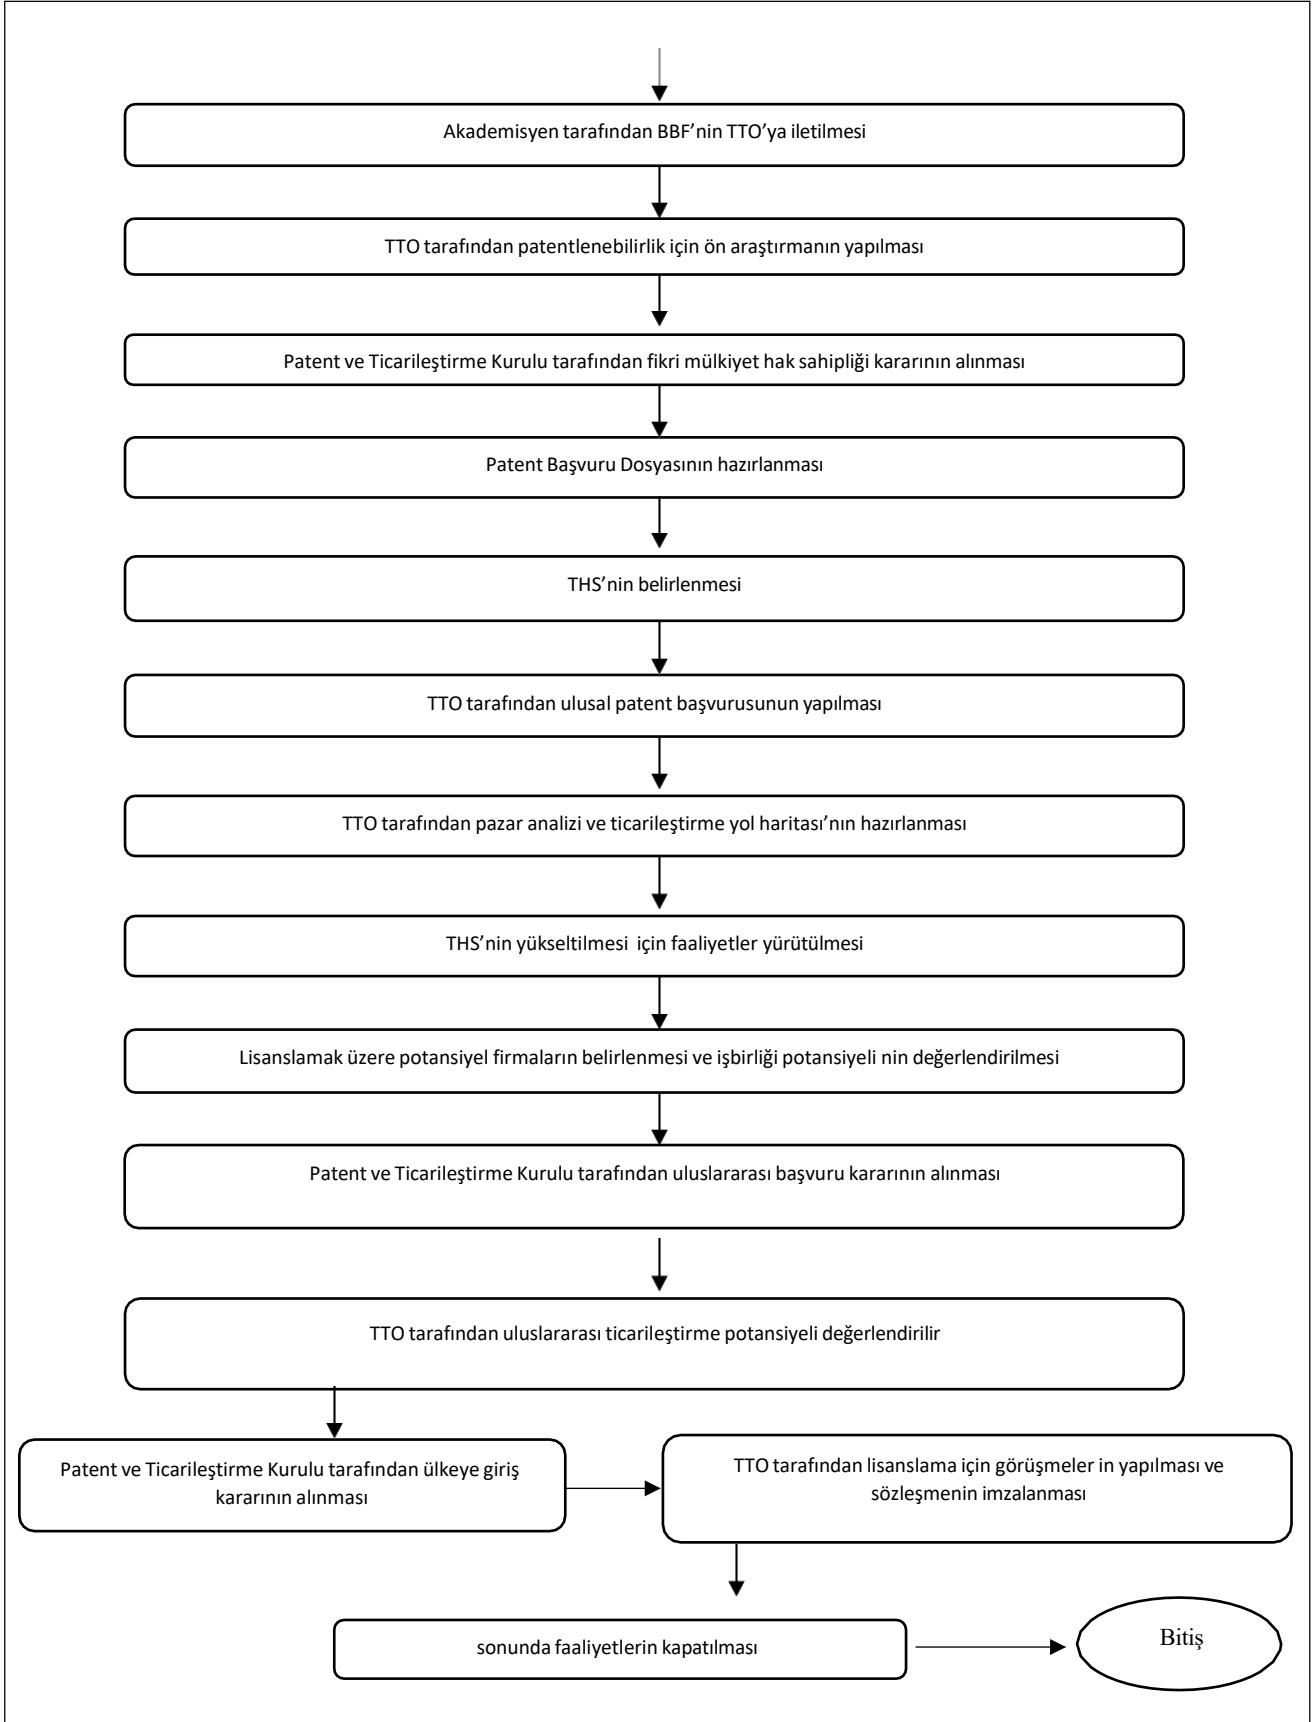 Akademisyen tarafından BBF’nin TTO’ya iletilmesi
TTO tarafından patentlenebilirlik için ön araştırmanın yapılması
Patent ve Ticarileştirme Kurulu tarafından fikri mülkiyet hak sahipliği kararının alınması
Patent Başvuru Dosyasının hazırlanması
THS’nin belirlenmesi
TTO tarafından ulusal patent başvurusunun yapılması
TTO tarafından pazar analizi ve ticarileştirme yol haritası’nın hazırlanması
THS’nin yükseltilmesi için faaliyetler yürütülmesi
Lisanslamak üzere potansiyel firmaların belirlenmesi ve işbirliği potansiyeli nin değerlendirilmesi
Patent ve Ticarileştirme Kurulu tarafından uluslararası başvuru kararının alınması
TTO tarafından uluslararası ticarileştirme potansiyeli değerlendirilir
Patent ve Ticarileştirme Kurulu tarafından ülkeye giriş
kararının alınması
TTO tarafından lisanslama için görüşmeler in yapılması ve
sözleşmenin imzalanması
sonunda faaliyetlerin kapatılması
Bitiş